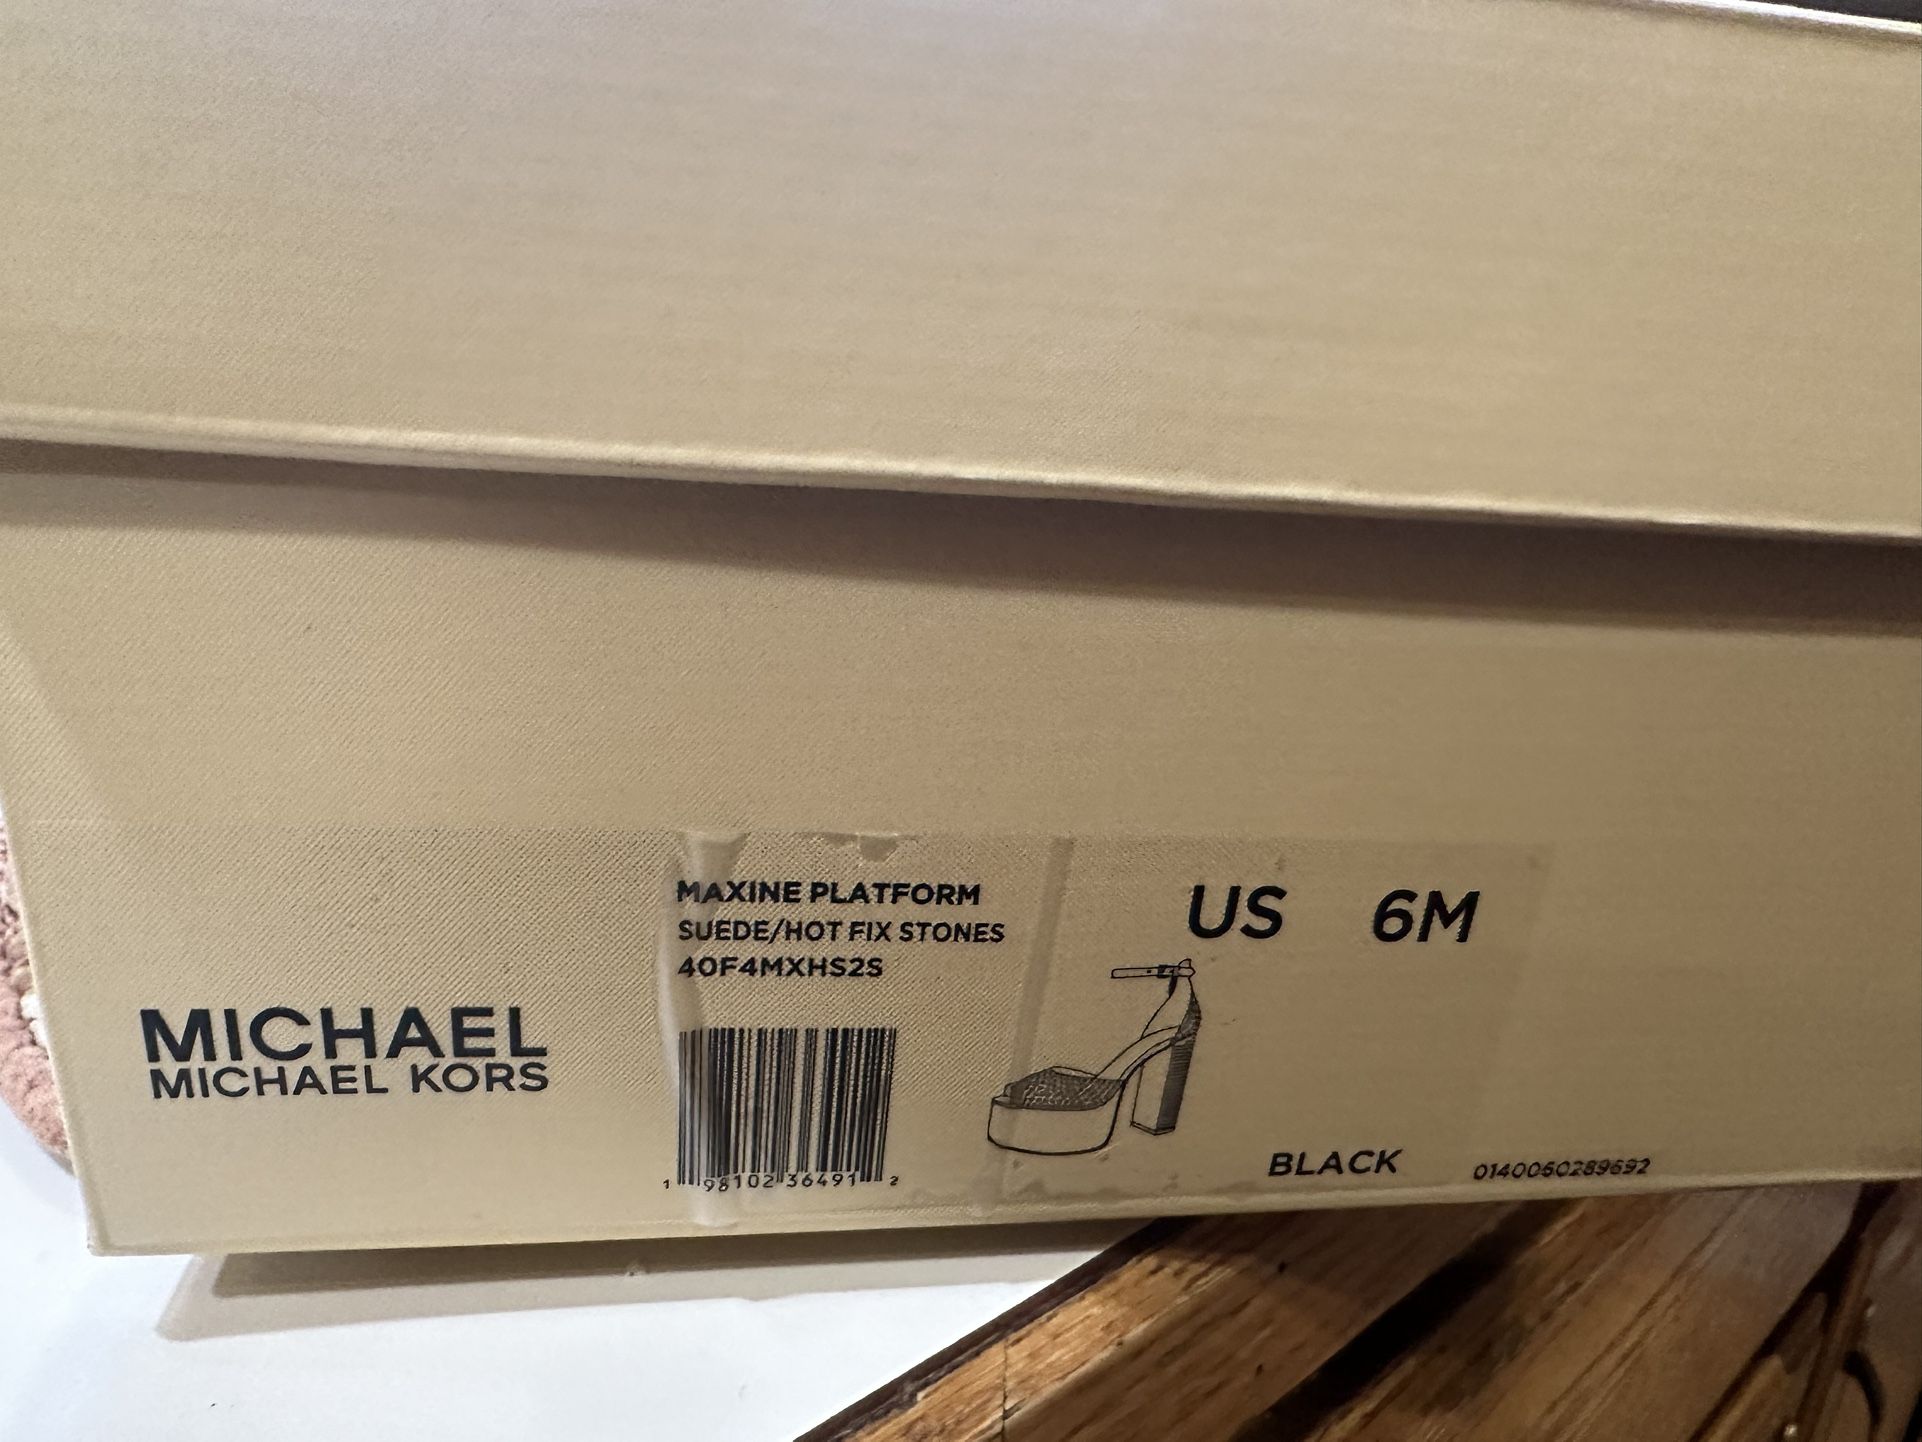 MAXINE PLATFORM
SUEDE/HOT FIX STONES
40F4MXHS2S
US 6M
MICHAEL
MICHAEL KORS
1 98102 36491 2
BLACK
0140060289692